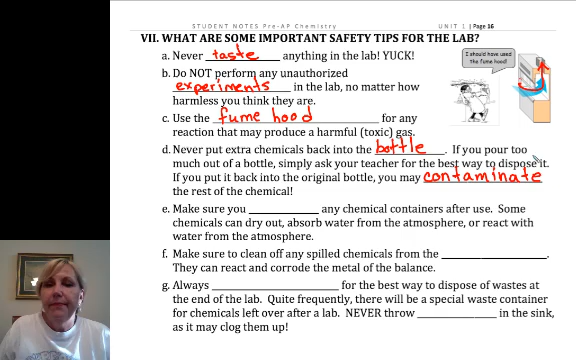 STUDENT NOTES Pre-AP Chemistry UNIT 1 | Page 16
VII. WHAT ARE SOME IMPORTANT SAFETY TIPS FOR THE LAB?
a. Never taste anything in the lab! YUCK!
I should have used
the fume hood!
b. Do NOT perform any unauthorized
experiments in the lab, no matter how
harmless you think they are.
c. Use the fume hood for any
reaction that may produce a harmful (toxic) gas.
d. Never put extra chemicals back into the bottle. If you pour too
much out of a bottle, simply ask your teacher for the best way to dispose it.
If you put it back into the original bottle, you may contaminate
the rest of the chemical!
e. Make sure you ____________ any chemical containers after use. Some
chemicals can dry out, absorb water from the atmosphere, or react with
water from the atmosphere.
f. Make sure to clean off any spilled chemicals from the __________________.
They can react and corrode the metal of the balance.
g. Always ______________________ for the best way to dispose of wastes at
the end of the lab. Quite frequently, there will be a special waste container
for chemicals left over after a lab. NEVER throw ______________ in the sink,
as it may clog them up!